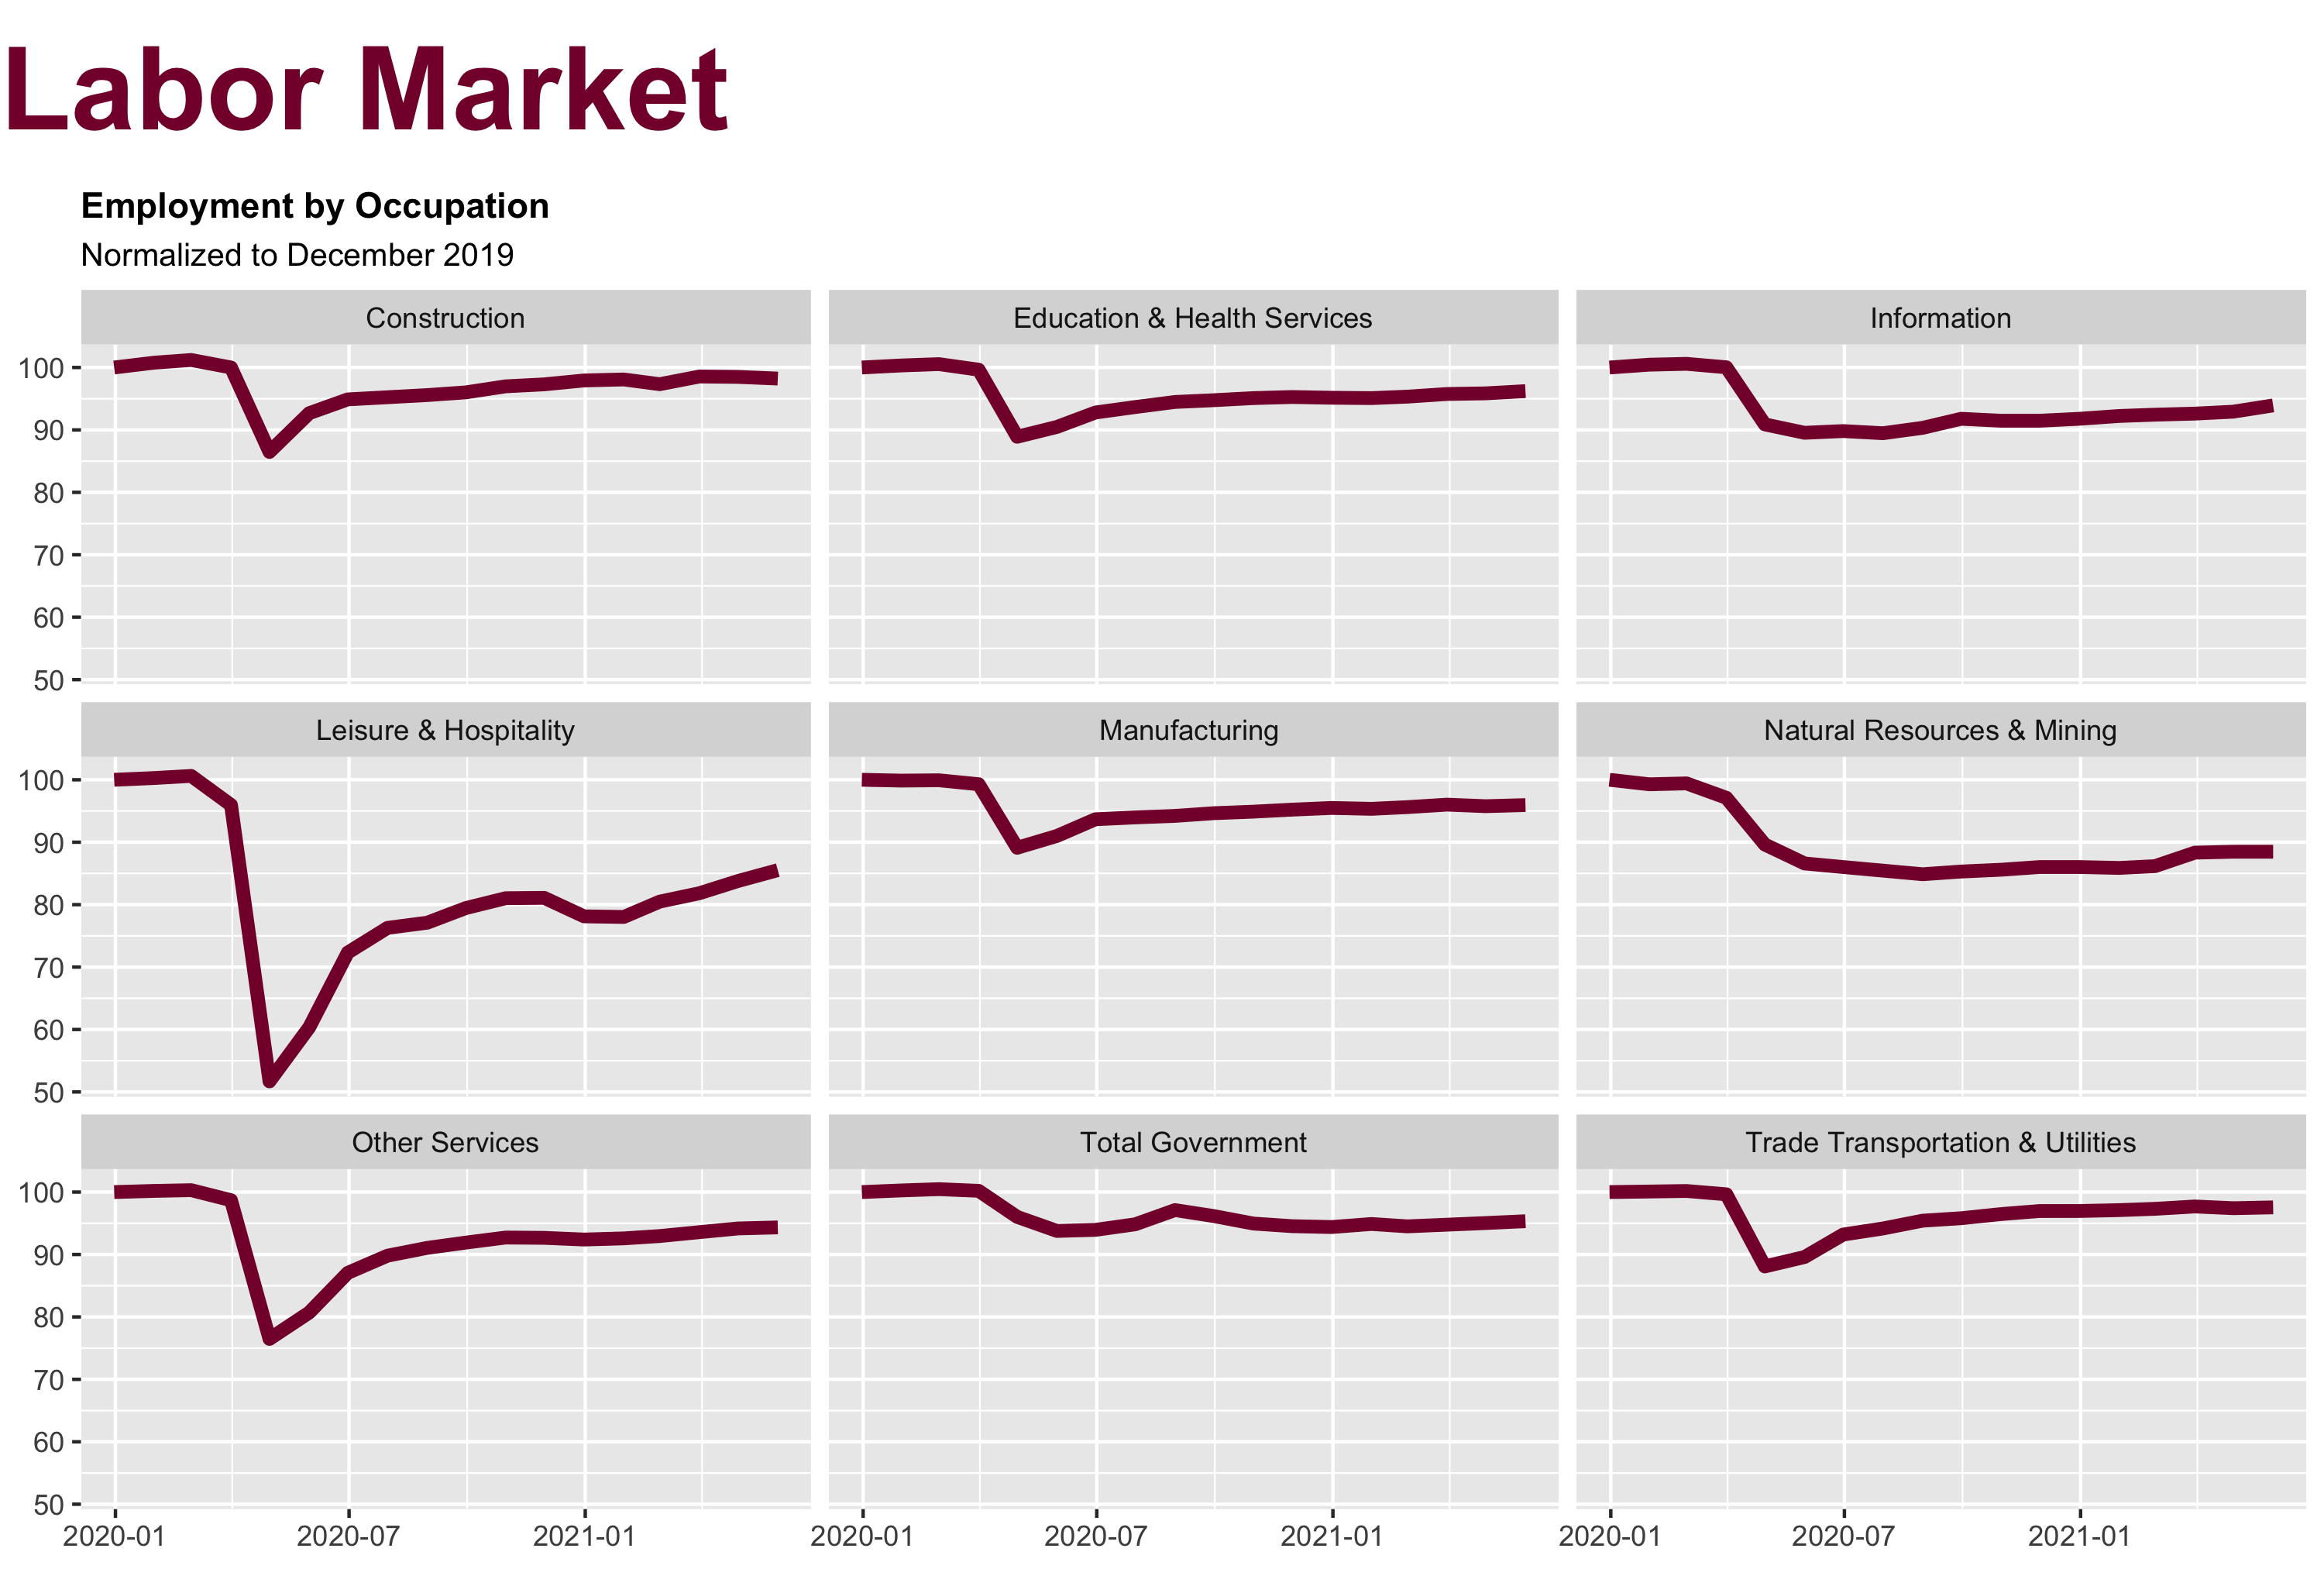 Labor Market
Employment by Occupation
Normalized to December 2019
Construction
Education & Health Services
Information
100
90
80
70
60
50
Leisure & Hospitality
Manufacturing
Natural Resources & Mining
100
90
80
70
60
50
Other Services
Total Government
Trade Transportation & Utilities
100
90
80
70
60
50
2020-01 2020-07 2021-01 2020-01 2020-07 2021-01 2020-01 2020-07 2021-01